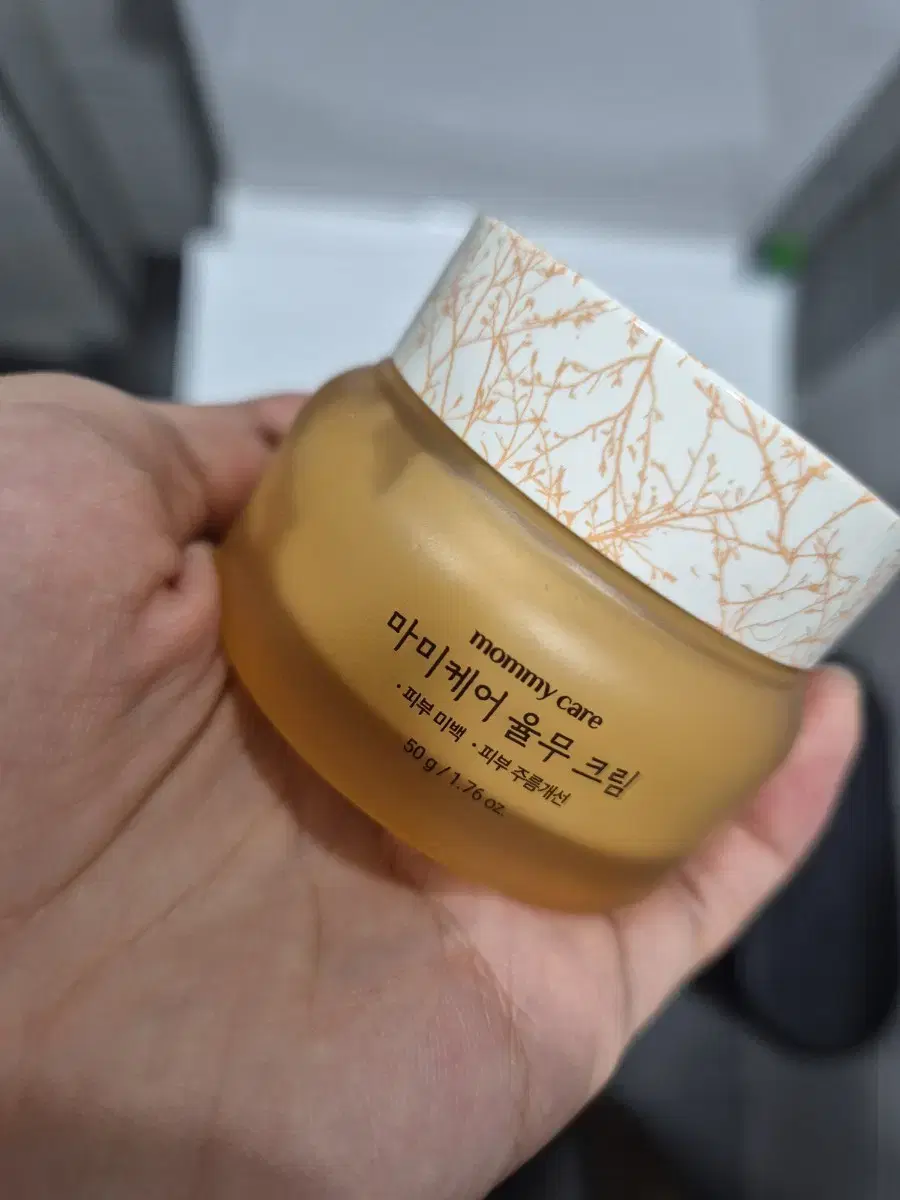 mommy care
마미케어 율무 크림
· 피부 미백 · 피부 주름개선
50 g / 1.76 oz.